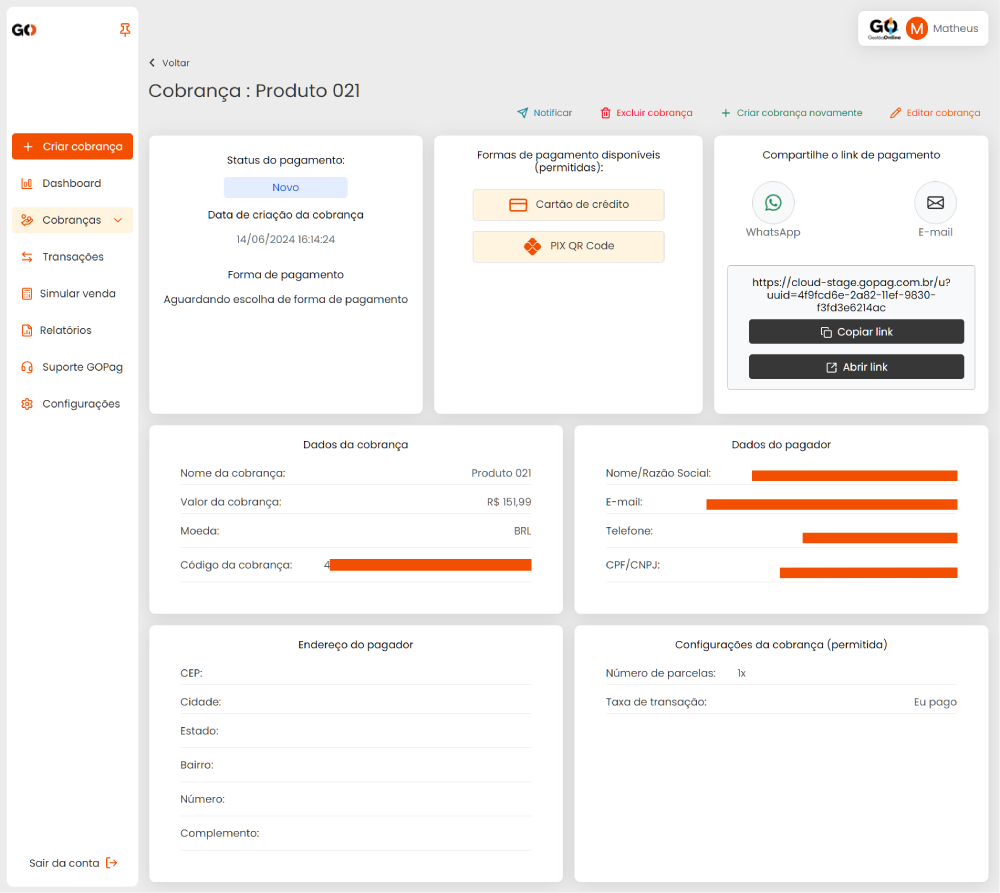 GO
GO
GestãoOnline
M
Matheus
Voltar
Cobrança : Produto 021
Notificar
Excluir cobrança
Criar cobrança novamente
Editar cobrança
Criar cobrança
Dashboard
Cobranças
Transações
Simular venda
Relatórios
Suporte GOPag
Configurações
Sair da conta
Status do pagamento:
Novo
Data de criação da cobrança
14/06/2024 16:14:24
Forma de pagamento
Aguardando escolha de forma de pagamento
Formas de pagamento disponíveis
(permitidas):
Cartão de crédito
PIX QR Code
Compartilhe o link de pagamento
WhatsApp
E-mail
https://cloud-stage.gopag.com.br/u?
uuid=4f9fcd6e-2a82-11ef-9830-
f3fd3e6214ac
Copiar link
Abrir link
Dados da cobrança
Nome da cobrança: Produto 021
Valor da cobrança: R$ 151,99
Moeda: BRL
Código da cobrança: 4
Dados do pagador
Nome/Razão Social:
E-mail:
Telefone:
CPF/CNPJ:
Endereço do pagador
CEP:
Cidade:
Estado:
Bairro:
Número:
Complemento:
Configurações da cobrança (permitida)
Número de parcelas: 1x
Taxa de transação: Eu pago